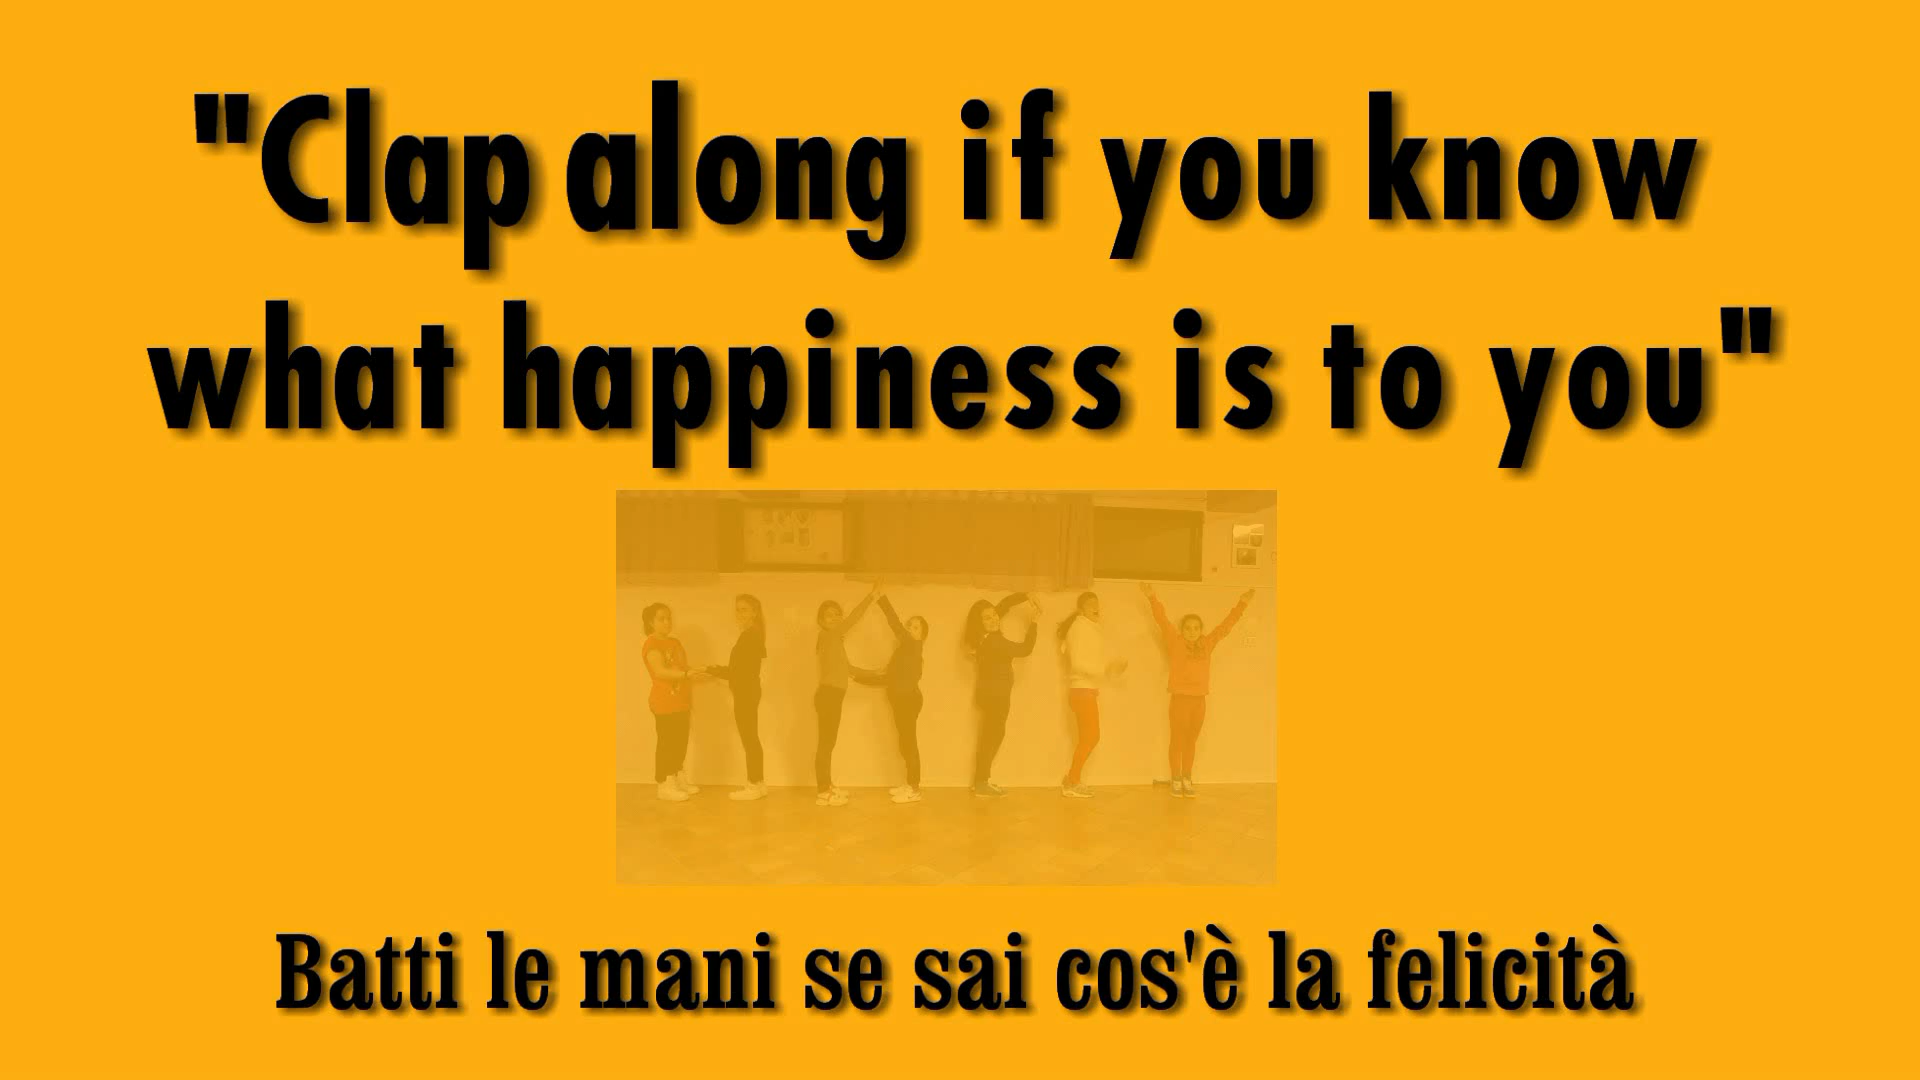 "Clap along if you know
what happiness is to you"
Batti le mani se sai cos'è la felicità